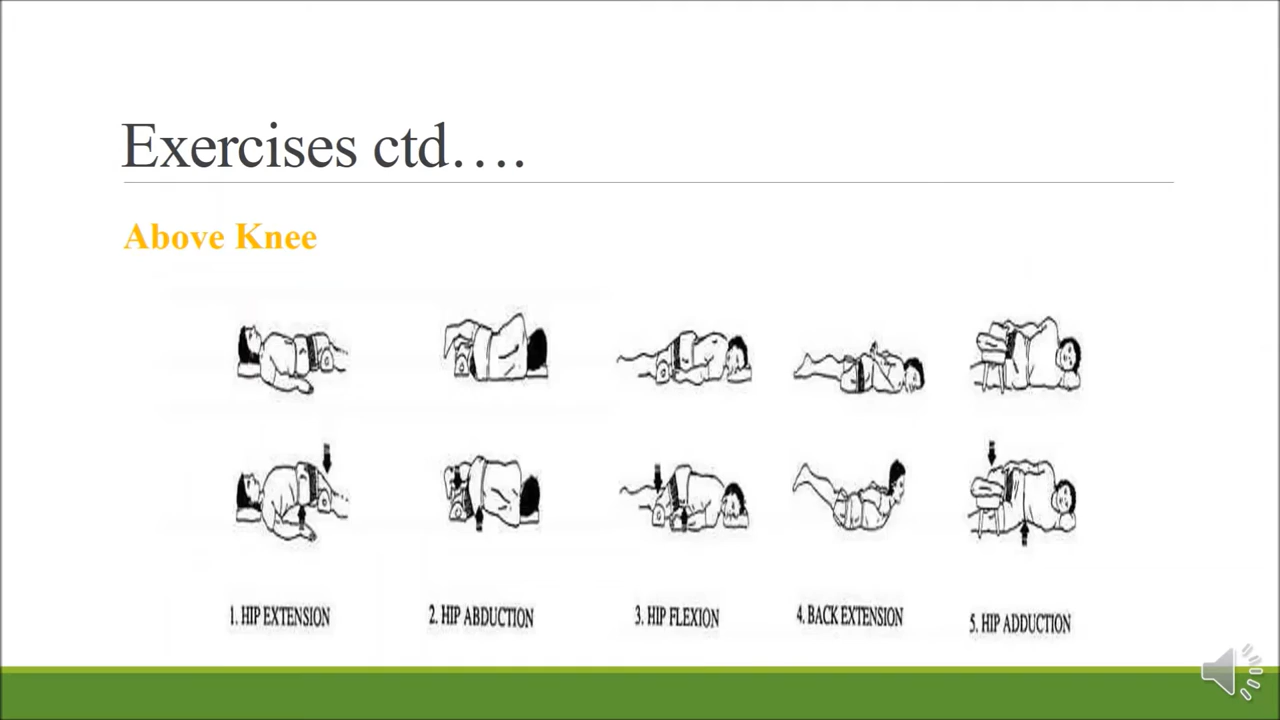 Exercises ctd….
Above Knee
1. HIP EXTENSION
2. HIP ABDUCTION
3. HIP FLEXION
4. BACK EXTENSION
5. HIP ADDUCTION